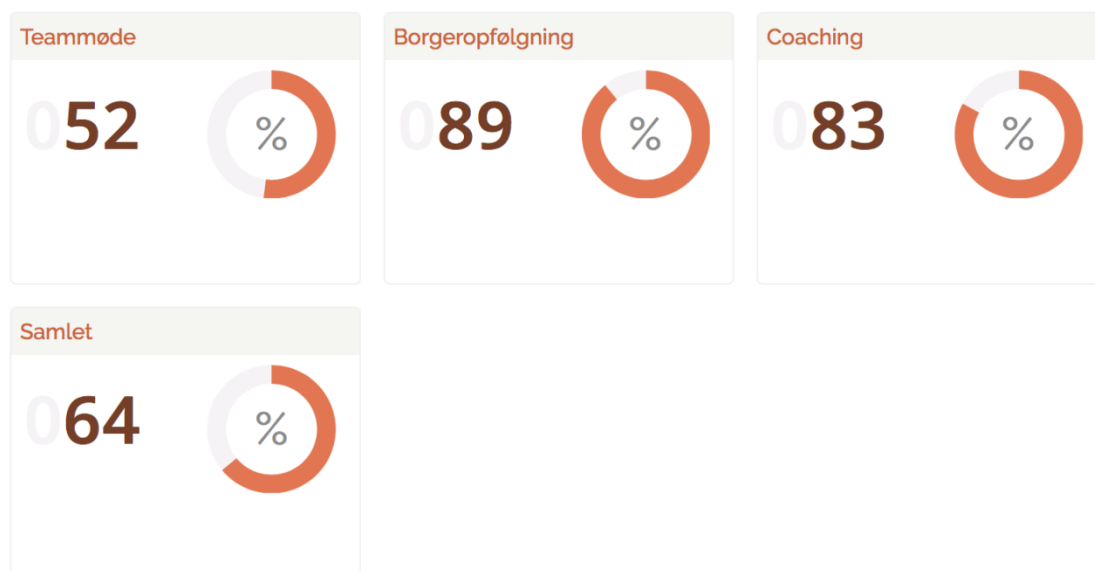 Teammøde
052
%
Borgeropfølgning
089
%
Coaching
083
%
Samlet
064
%